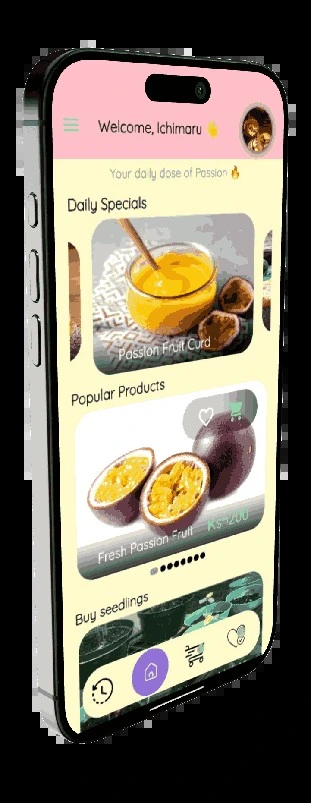 Welcome, Ichimaru 👋
Your daily dose of Passion 🔥
Daily Specials
Passion Fruit Curd
Popular Products
Ks5200
Fresh Passion Fruit
Buy seedlings